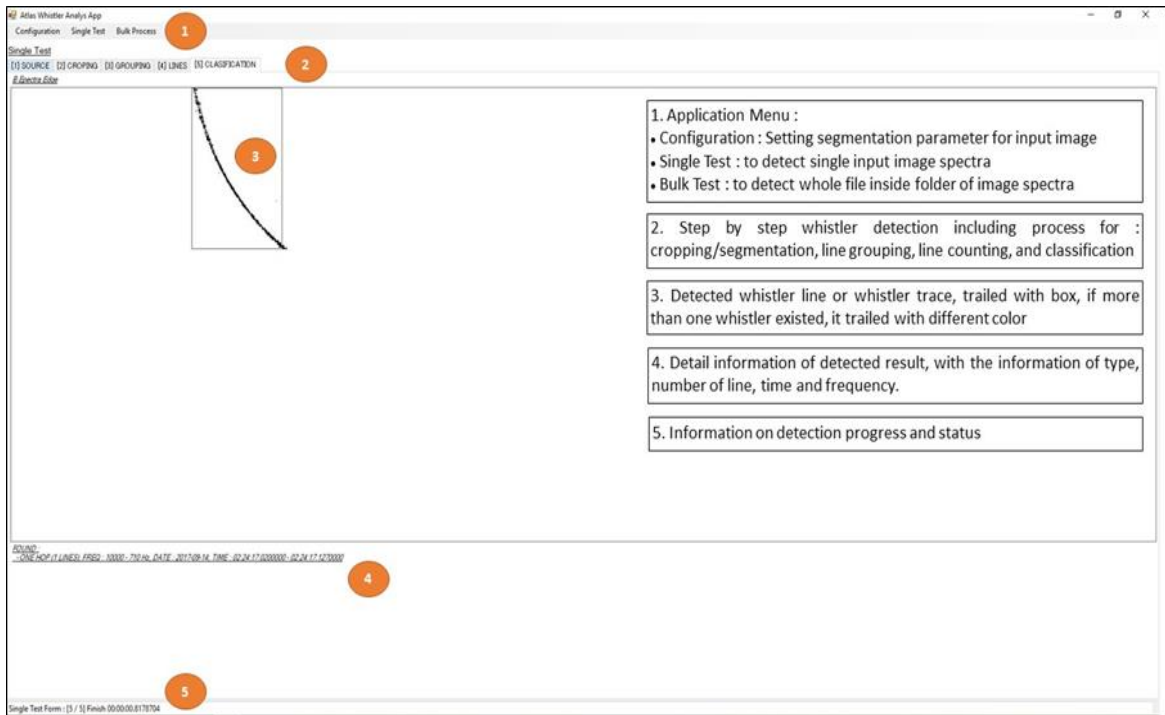 Atlas Whistler Analys App
Configuration Single Test Bulk Process
1
Single Test
[1] SOURCE [2] CROPING [3] GROUPING [4] LINES [5] CLASIFICATION
2
B.Spectra Edge
3
1. Application Menu :
• Configuration : Setting segmentation parameter for input image
• Single Test : to detect single input image spectra
• Bulk Test : to detect whole file inside folder of image spectra
2. Step by step whistler detection including process for :
cropping/segmentation, line grouping, line counting, and classification
3. Detected whistler line or whistler trace, trailed with box, if more
than one whistler existed, it trailed with different color
4. Detail information of detected result, with the information of type,
number of line, time and frequency.
5. Information on detection progress and status
FOUND :
- ONE HOP (1 LINES), FREQ : 10000 - 710 Hz, DATE : 2017-09-14, TIME : 02:24:17.0200000 - 02:24:17.1270000
4
5
Single Test Form : [5 / 5] Finish 00:00:00.8178704